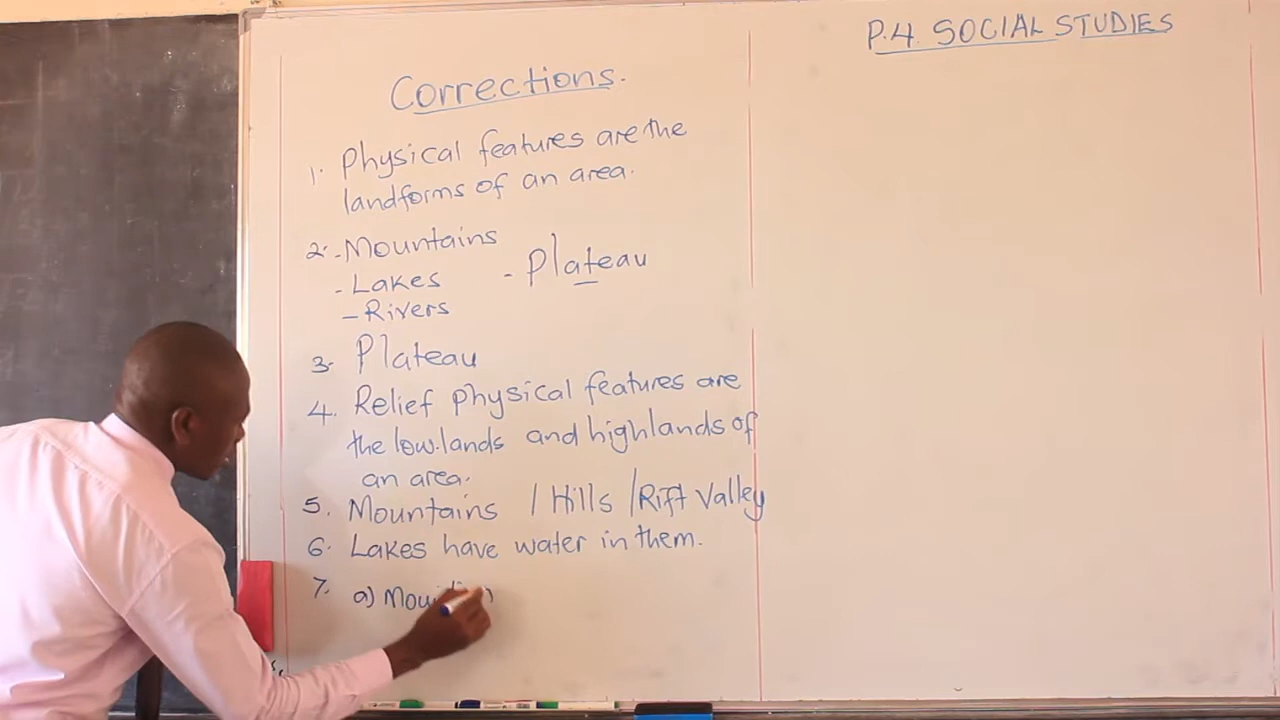 P.4 SOCIAL STUDIES
Corrections.
1. Physical features are the
landforms of an area.
2. - Mountains
- Lakes - Plateau
- Rivers
3. Plateau
4. Relief physical features are
the low.lands and highlands of
an area.
5. Mountains / Hills / Rift Valley
6. Lakes have water in them.
7. a)